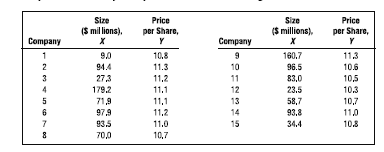 Size Price Size Price
($ millions), per Share, ($ millions), per Share,
Company X Y Company X Y
1 9.0 10.8 9 160.7 11.3
2 94.4 11.3 10 96.5 10.6
3 27.3 11.2 11 83.0 10.5
4 179.2 11.1 12 23.5 10.3
5 71.9 11.1 13 58.7 10.7
6 97.9 11.2 14 93.8 11.0
7 93.5 11.0 15 34.4 10.8
8 70.0 10.7